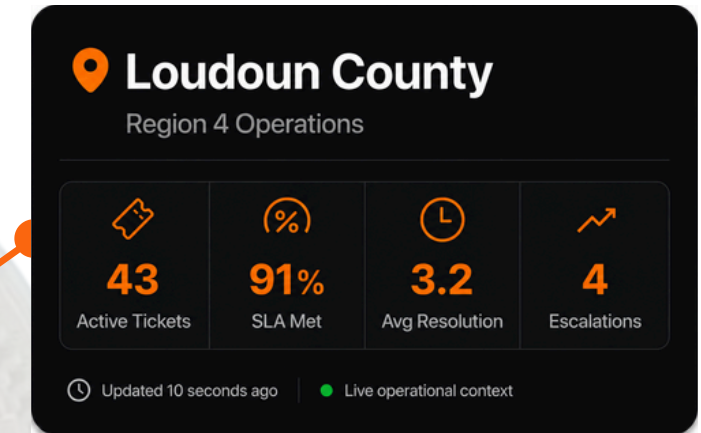 Loudoun County
Region 4 Operations
%
43
91%
3.2
4
Active Tickets
SLA Met
Avg Resolution
Escalations
Updated 10 seconds ago
Live operational context